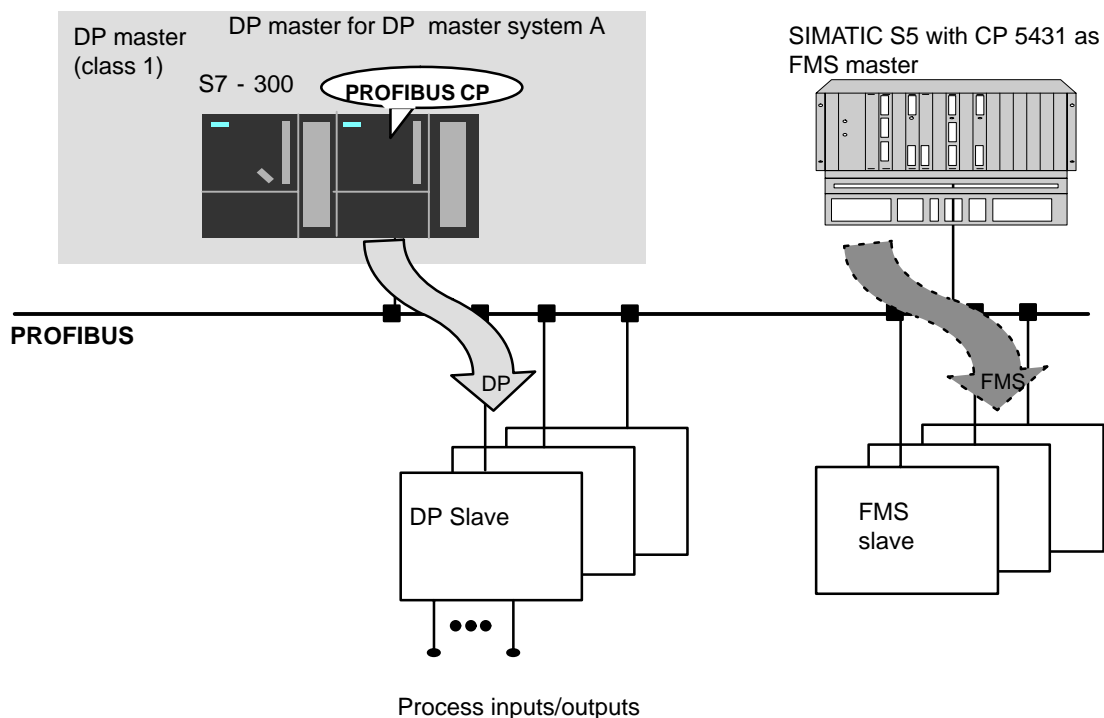 DP master for DP master system A
DP master
(class 1)
S7 - 300
PROFIBUS CP
SIMATIC S5 with CP 5431 as
FMS master
PROFIBUS
DP
FMS
DP Slave
FMS
slave
Process inputs/outputs